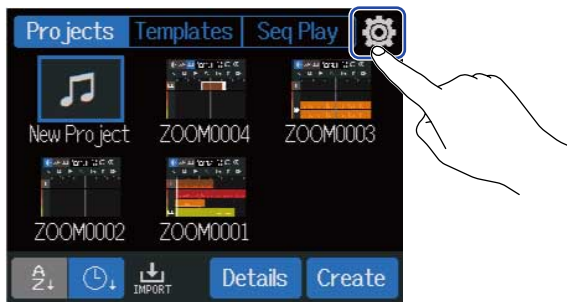 Projects Templates Seq Play
New Project ZOOM0004 ZOOM0003
ZOOM0002 ZOOM0001
A Z↓ IMPORT Details Create